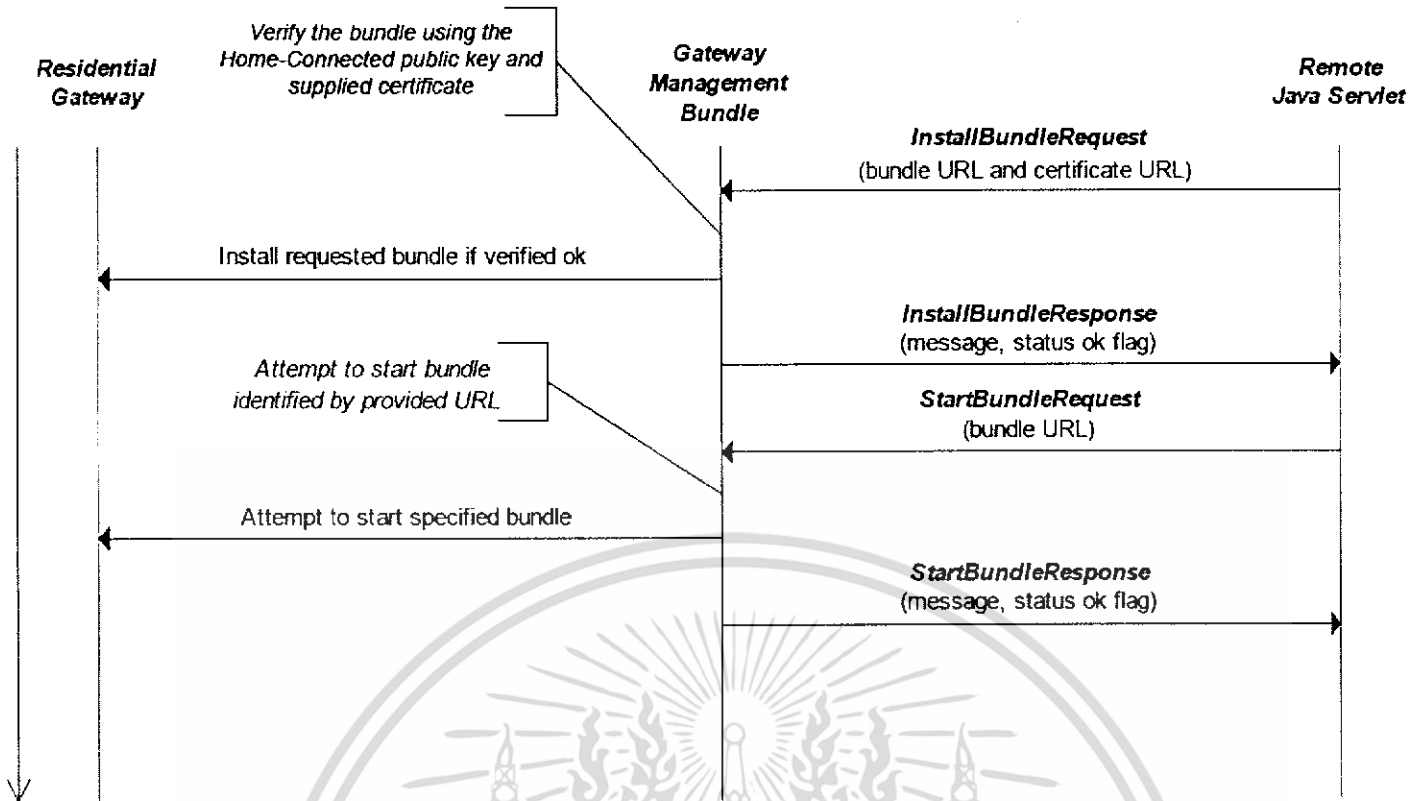 Verify the bundle using the
Home-Connected public key and
supplied certificate
Residential
Gateway
Gateway
Management
Bundle
Remote
Java Servlet
InstallBundleRequest
(bundle URL and certificate URL)
Install requested bundle if verified ok
InstallBundleResponse
(message, status ok flag)
Attempt to start bundle
identified by provided URL
StartBundleRequest
(bundle URL)
Attempt to start specified bundle
StartBundleResponse
(message, status ok flag)